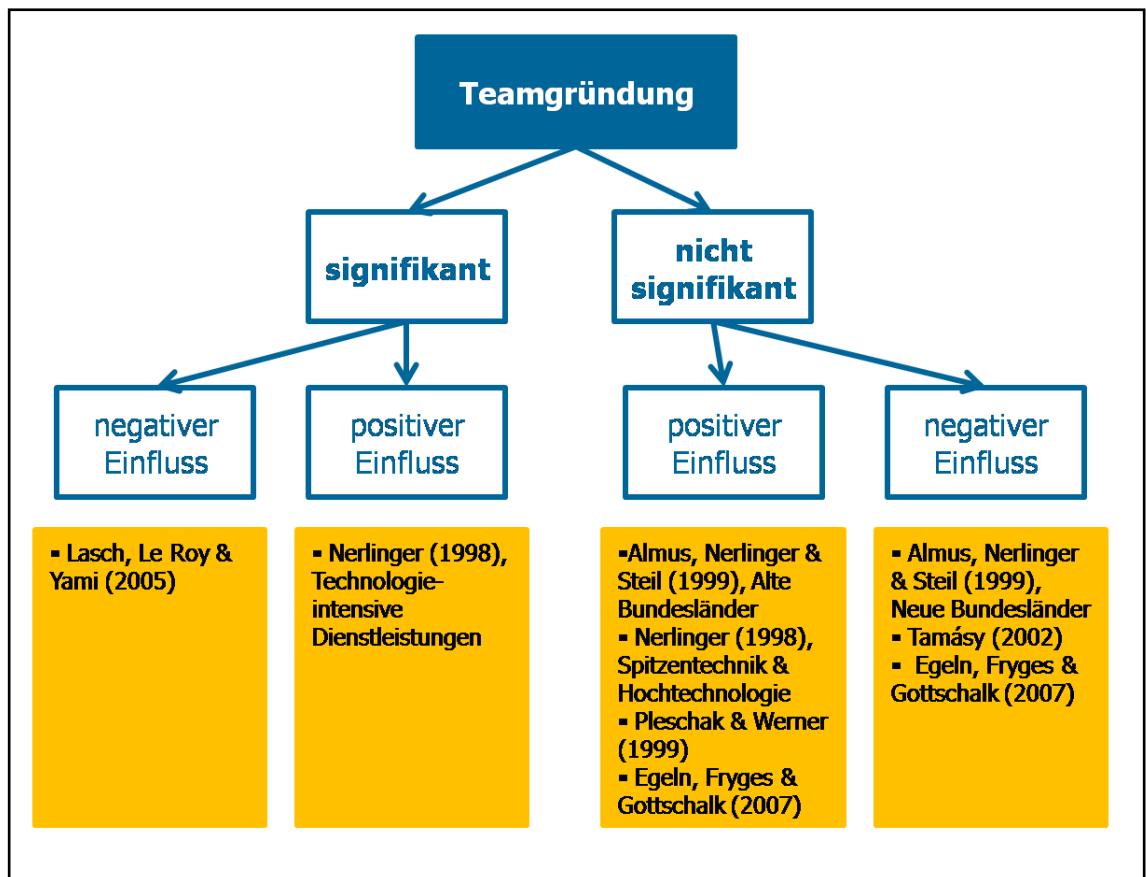 Teamgründung
signifikant
nicht
signifikant
negativer
Einfluss
positiver
Einfluss
positiver
Einfluss
negativer
Einfluss
▪ Lasch, Le Roy &
Yami (2005)
▪ Nerlinger (1998),
Technologie-
intensive
Dienstleistungen
▪Almus, Nerlinger &
Steil (1999), Alte
Bundesländer
▪ Nerlinger (1998),
Spitzentechnik &
Hochtechnologie
▪ Pleschak & Werner
(1999)
▪ Egeln, Fryges &
Gottschalk (2007)
▪ Almus, Nerlinger
& Steil (1999),
Neue Bundesländer
▪ Tamásy (2002)
▪ Egeln, Fryges &
Gottschalk (2007)